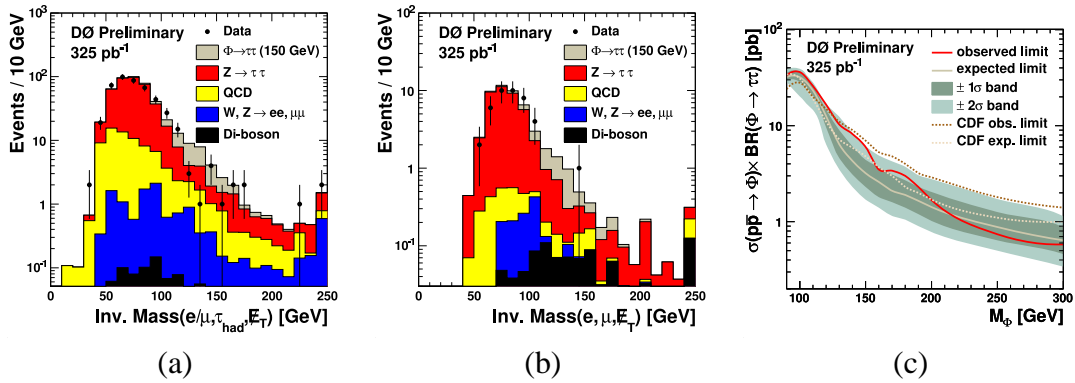 Events / 10 GeV
DØ Preliminary
325 pb⁻¹
Data
Φ→ττ (150 GeV)
Z→ττ
QCD
W, Z→ee, μμ
Di-boson
10³
10²
10
1
10⁻¹
0 50 100 150 200 250
Inv. Mass(e/μ,τhad,E̸T) [GeV]
(a)
Events / 10 GeV
DØ Preliminary
325 pb⁻¹
Data
Φ→ττ (150 GeV)
Z→ττ
QCD
W, Z→ee, μμ
Di-boson
10²
10
1
10⁻¹
0 50 100 150 200 250
Inv. Mass(e, μ,E̸T) [GeV]
(b)
σ(pp̅ → Φ)× BR(Φ → ττ) [pb]
DØ Preliminary
325 pb⁻¹
observed limit
expected limit
± 1σ band
± 2σ band
CDF obs. limit
CDF exp. limit
10²
10
1
100 150 200 250 300
MΦ [GeV]
(c)